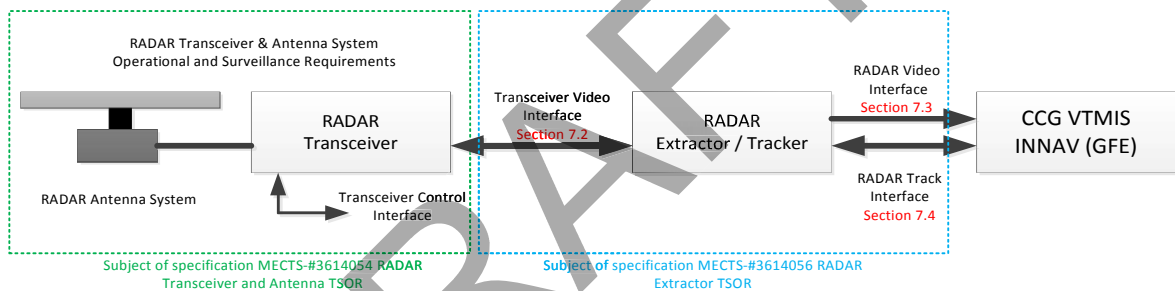 RADAR Transceiver & Antenna System
Operational and Surveillance Requirements
RADAR
Transceiver
RADAR Antenna System
Transceiver Control
Interface
Subject of specification MECTS-#3614054 RADAR
Transceiver and Antenna TSOR
Transceiver Video
Interface
Section 7.2
RADAR
Extractor / Tracker
RADAR Video
Interface
Section 7.3
RADAR Track
Interface
Section 7.4
Subject of specification MECTS-#3614056 RADAR
Extractor TSOR
CCG VTMIS
INNAV (GFE)